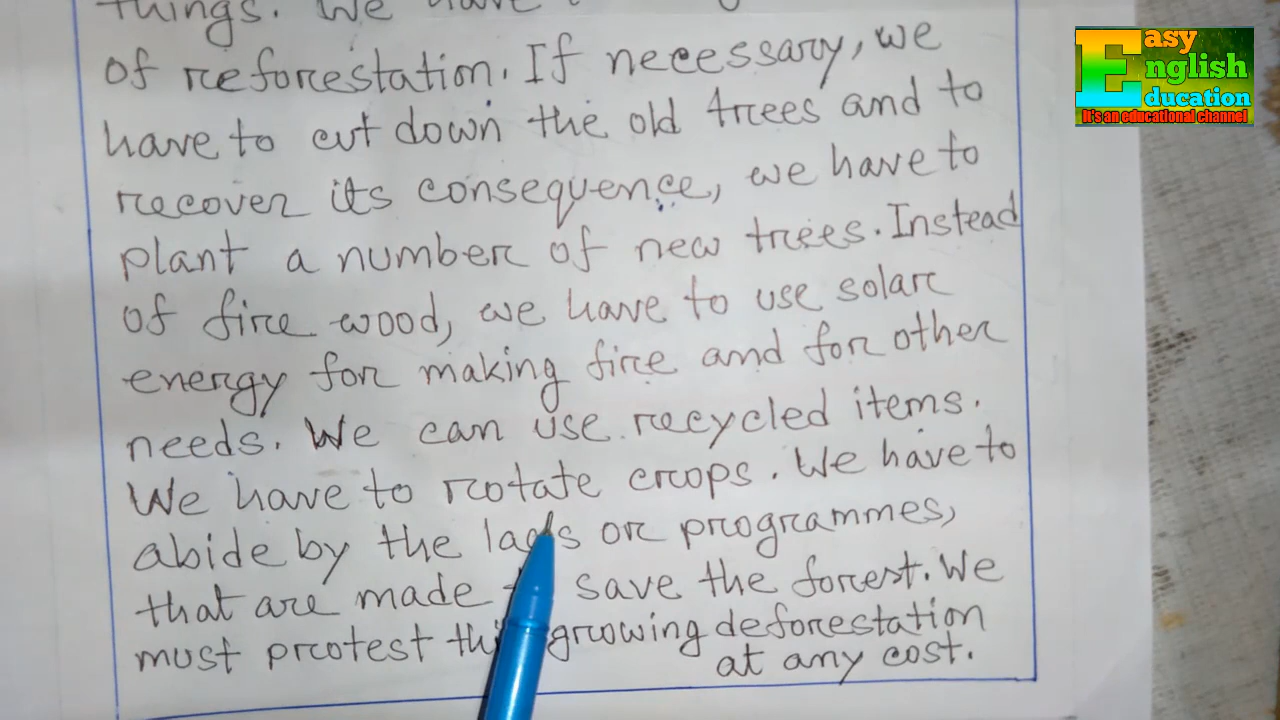 things. We have
of reforestation. If necessary, we
have to cut down the old trees and to
recover its consequence, we have to
plant a number of new trees. Instead
of fire wood, we have to use solar
energy for making fire and for other
needs. We can use recycled items.
We have to rotate crops. We have to
abide by the laws or programmes,
that are made save the forest. We
must protest growing deforestation
at any cost.
Easy
English
Education
It's an educational channel